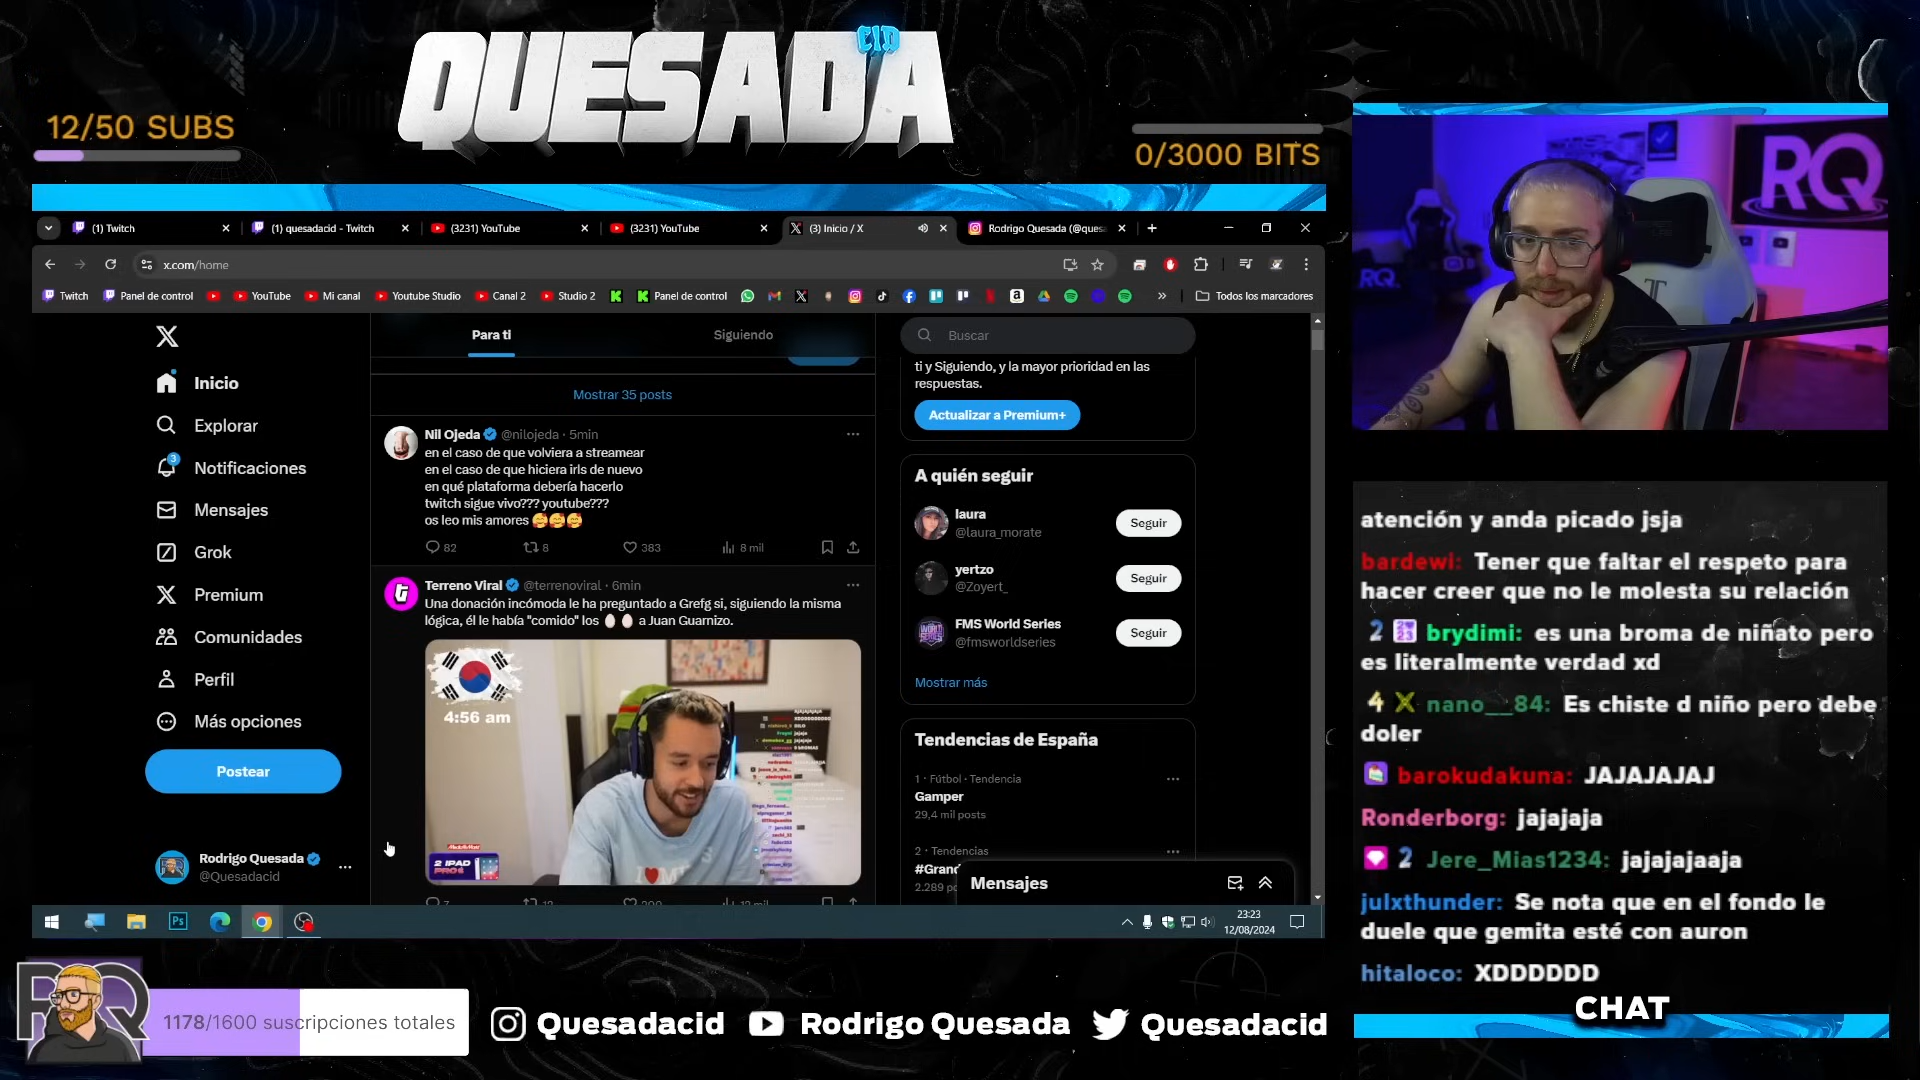 QUESADA
CID
12/50 SUBS
0/3000 BITS
(1) Twitch
(1) quesadacid - Twitch
(3231) YouTube
(3231) YouTube
(3) Inicio / X
Rodrigo Quesada (@ques
x.com/home
Twitch
Panel de control
YouTube
Mi canal
Youtube Studio
Canal 2
Studio 2
Panel de control
Todos los marcadores
Inicio
Explorar
Notificaciones
3
Mensajes
Grok
Premium
Comunidades
Perfil
Más opciones
Postear
Rodrigo Quesada
@Quesadacid
Para ti
Siguiendo
Mostrar 35 posts
Nil Ojeda @nilojeda · 5min
en el caso de que volviera a streamear
en el caso de que hiciera irls de nuevo
en qué plataforma debería hacerlo
twitch sigue vivo??? youtube???
os leo mis amores 🥰🥰🥰
82 8 383 8 mil
Terreno Viral @terrenoviral · 6min
Una donación incómoda le ha preguntado a Grefg si, siguiendo la misma
lógica, él le había "comido" los 🥚🥚 a Juan Guarnizo.
4:56 am
MediaMarkt
2 IPAD
PRO6
I ❤ M
Buscar
ti y Siguiendo, y la mayor prioridad en las
respuestas.
Actualizar a Premium+
A quién seguir
laura
@laura_morate
Seguir
yertzo
@Zoyert_
Seguir
FMS World Series
@fmsworldseries
Seguir
Mostrar más
Tendencias de España
1 · Fútbol · Tendencia
Gamper
29,4 mil posts
2 · Tendencias
#Grand
2.289 po
Mensajes
Ps
23:23
12/08/2024
RQ
RQ
atención y anda picado jsja
bardewi: Tener que faltar el respeto para
hacer creer que no le molesta su relación
brydimi: es una broma de niñato pero
es literalmente verdad xd
nano__84: Es chiste d niño pero debe
doler
barokudakuna: JAJAJAJAJ
Ronderborg: jajajaja
Jere_Mias1234: jajajajaaja
julxthunder: Se nota que en el fondo le
duele que gemita esté con auron
hitaloco: XDDDDDD
CHAT
RQ
1178/1600 suscripciones totales
Quesadacid
Rodrigo Quesada
Quesadacid